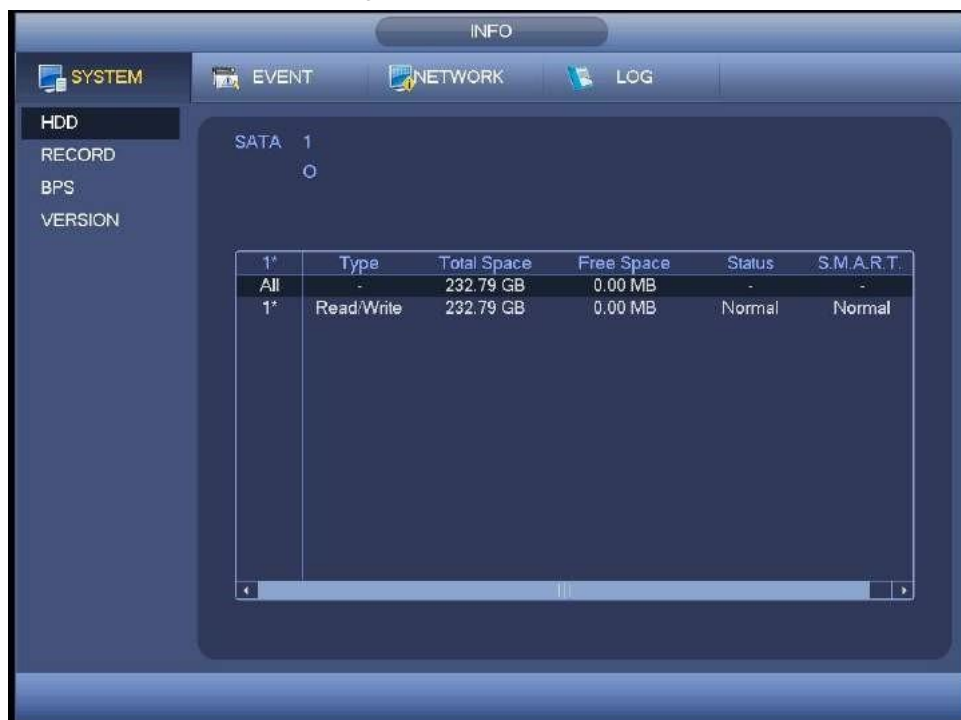 INFO
SYSTEM EVENT NETWORK LOG
HDD
RECORD
BPS
VERSION
SATA 1
O
1* Type Total Space Free Space Status S.M.A.R.T.
All - 232.79 GB 0.00 MB - -
1* Read/Write 232.79 GB 0.00 MB Normal Normal